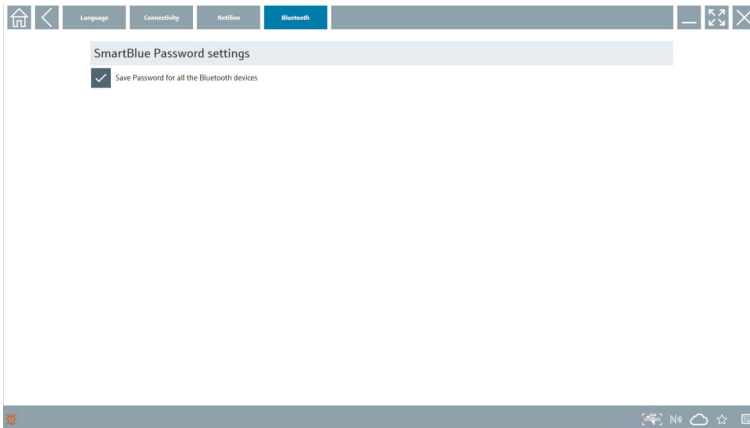 Language Connectivity Netilion Bluetooth
SmartBlue Password settings
Save Password for all the Bluetooth devices